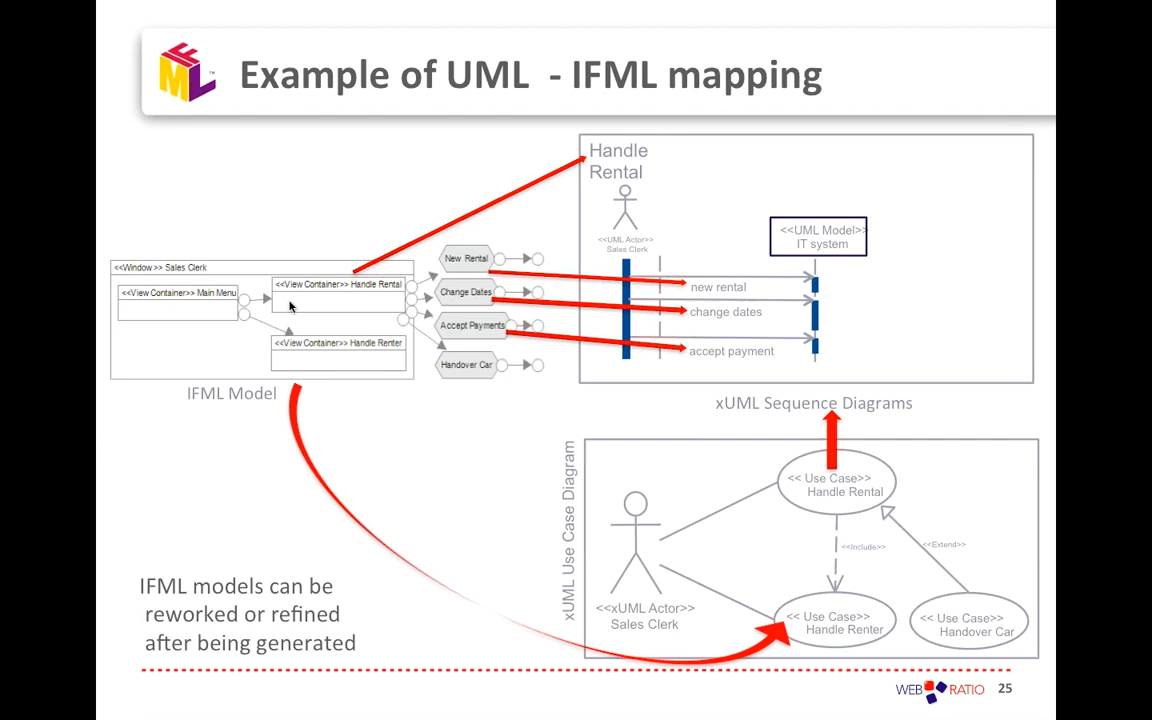 IFML
™
Example of UML - IFML mapping
Handle
Rental
<<UML Actor>>
Sales Clerk
<<UML Model>>
IT system
new rental
change dates
accept payment
<<Window >> Sales Clerk
<<View Container>> Main Menu
<<View Container>> Handle Rental
<<View Container>> Handle Renter
New Rental
Change Dates
Accept Payments
Handover Car
IFML Model
xUML Sequence Diagrams
xUML Use Case Diagram
<<xUML Actor>>
Sales Clerk
<< Use Case>>
Handle Rental
<<Include>>
<<Extend>>
<< Use Case>>
Handle Renter
<< Use Case>>
Handover Car
IFML models can be
reworked or refined
after being generated
WEB RATIO
25